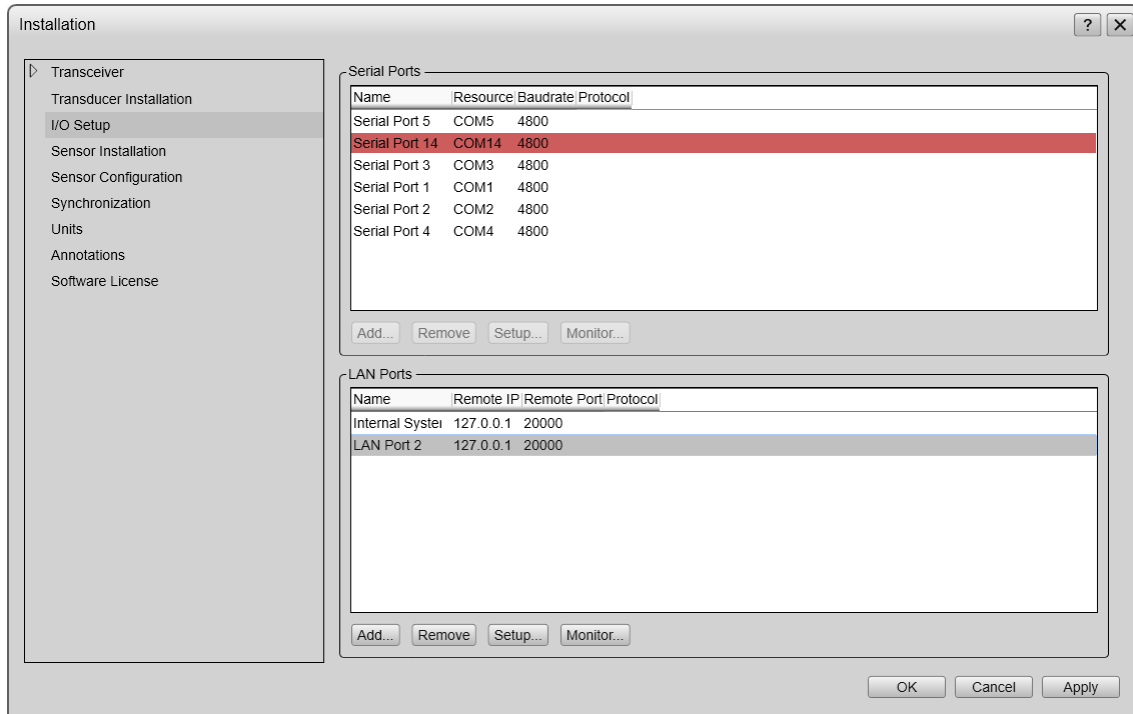 Installation
?
Transceiver
Transducer Installation
I/O Setup
Sensor Installation
Sensor Configuration
Synchronization
Units
Annotations
Software License
Serial Ports
Name Resource Baudrate Protocol
Serial Port 5 COM5 4800
Serial Port 14 COM14 4800
Serial Port 3 COM3 4800
Serial Port 1 COM1 4800
Serial Port 2 COM2 4800
Serial Port 4 COM4 4800
Add... Remove Setup... Monitor...
LAN Ports
Name Remote IP Remote Port Protocol
Internal Syster 127.0.0.1 20000
LAN Port 2 127.0.0.1 20000
Add... Remove Setup... Monitor...
OK Cancel Apply